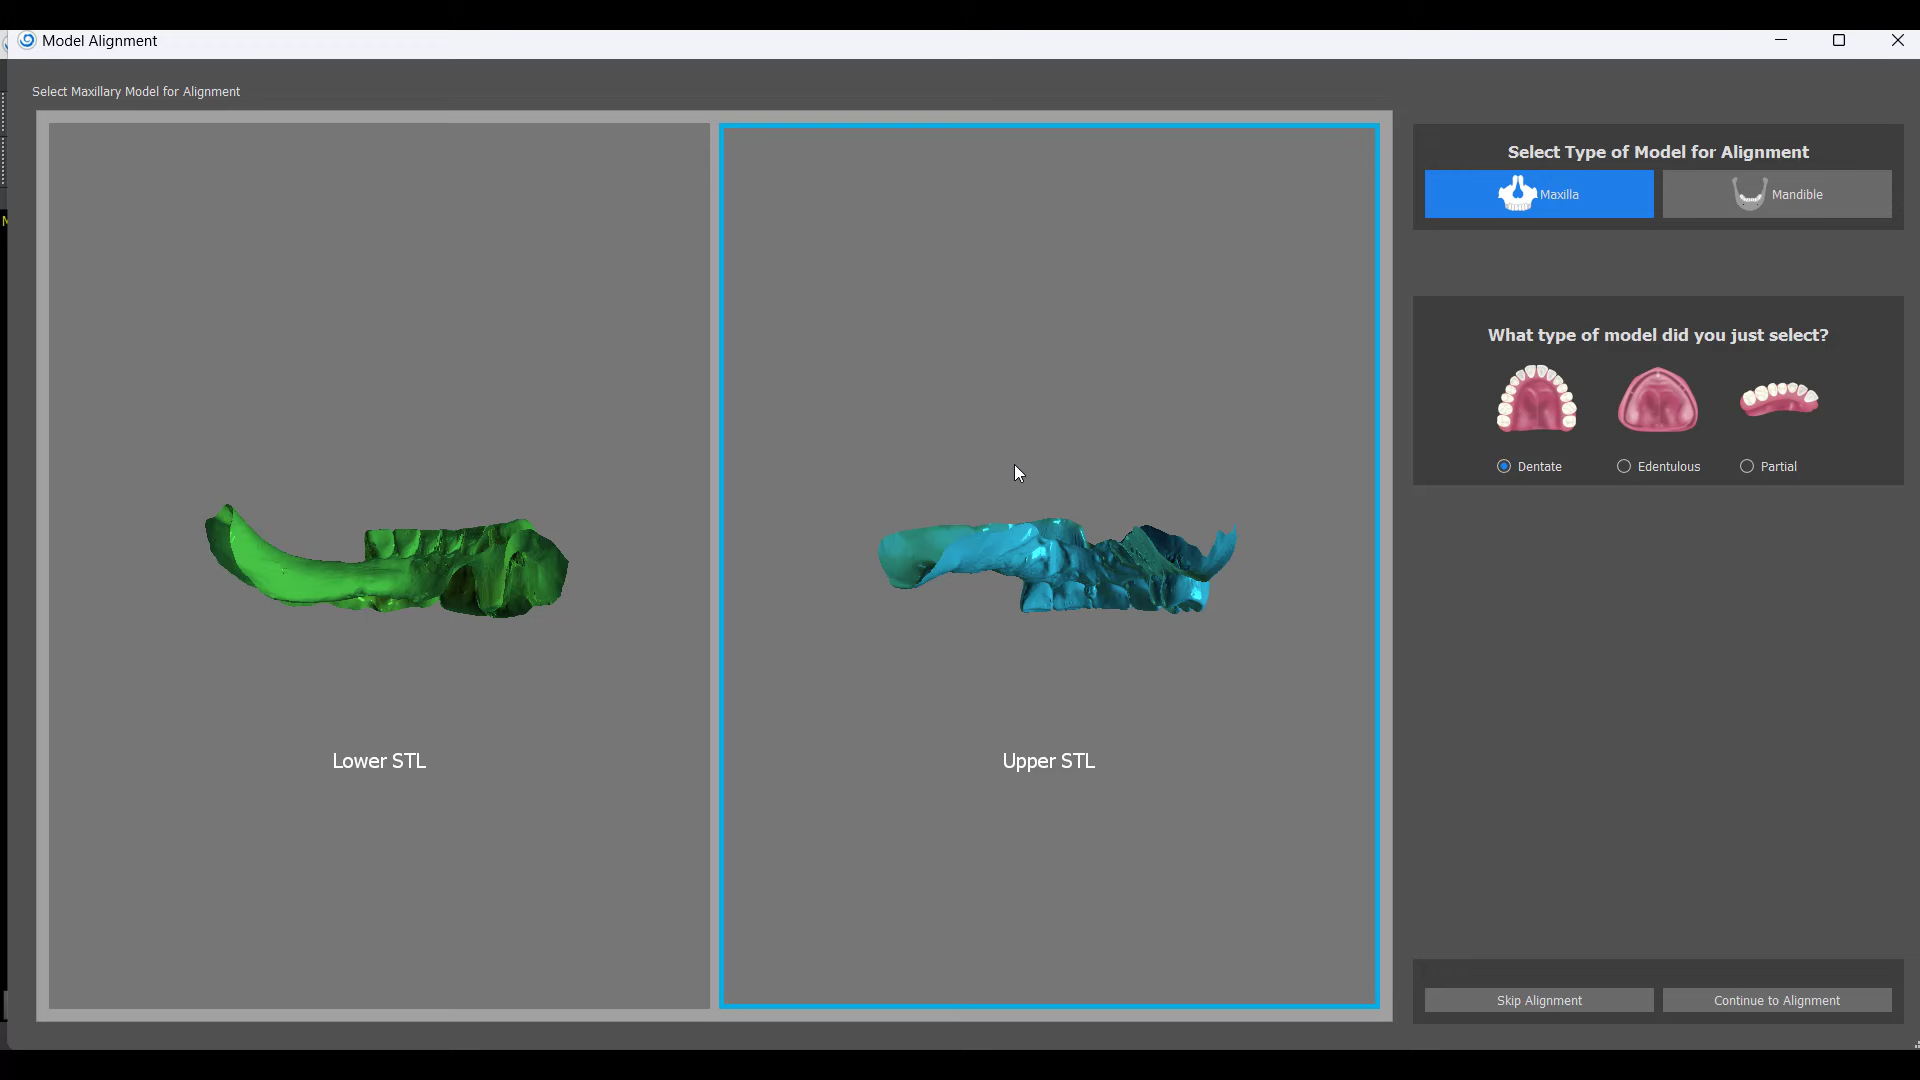 Model Alignment
Select Maxillary Model for Alignment
Lower STL
Upper STL
Select Type of Model for Alignment
Maxilla
Mandible
What type of model did you just select?
Dentate
Edentulous
Partial
Skip Alignment
Continue to Alignment